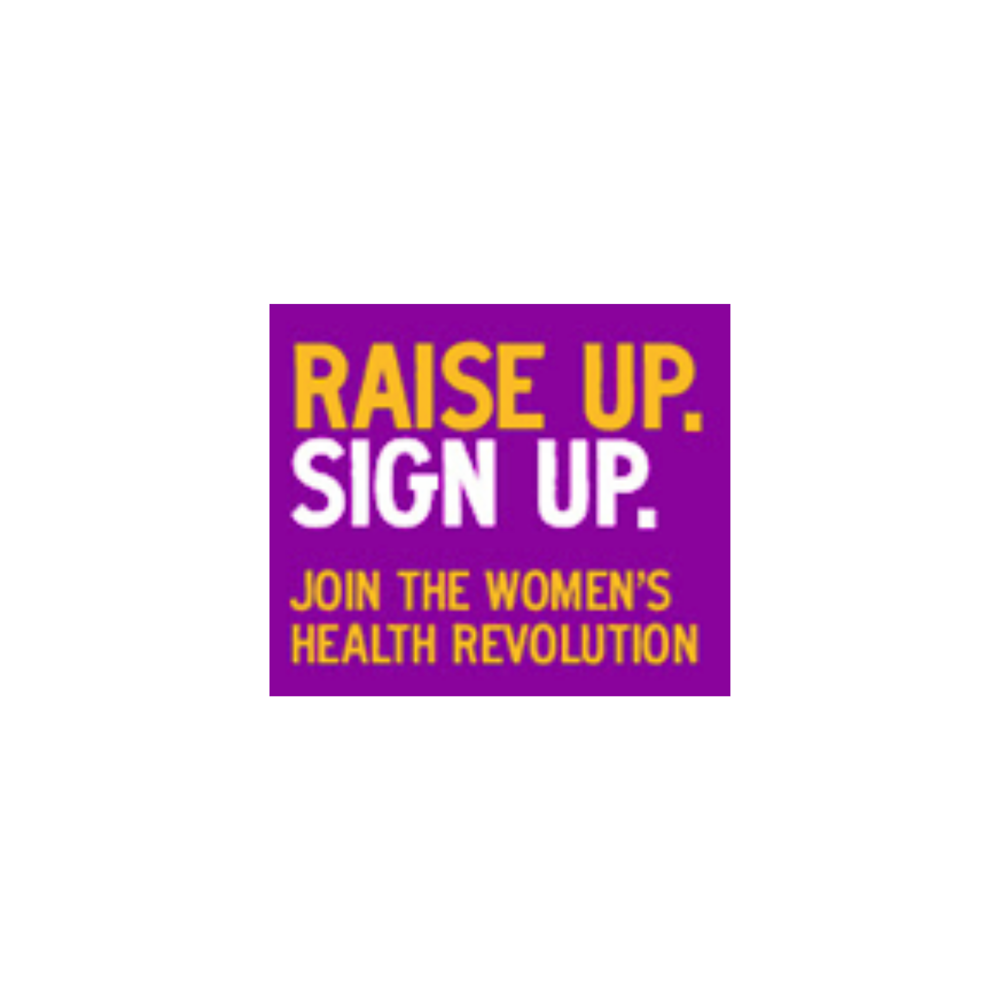 RAISE UP.
SIGN UP.
JOIN THE WOMEN’S
HEALTH REVOLUTION